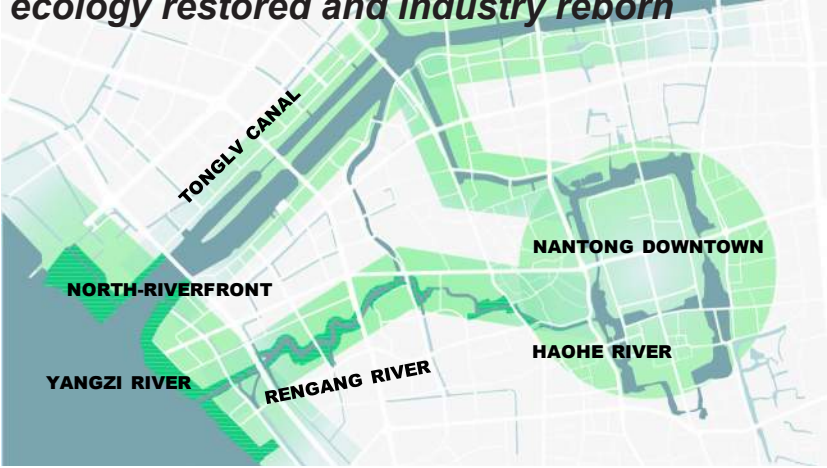 ecology restored and industry reborn
TONGLV CANAL
NANTONG DOWNTOWN
NORTH-RIVERFRONT
HAOHE RIVER
YANGZI RIVER
RENGANG RIVER